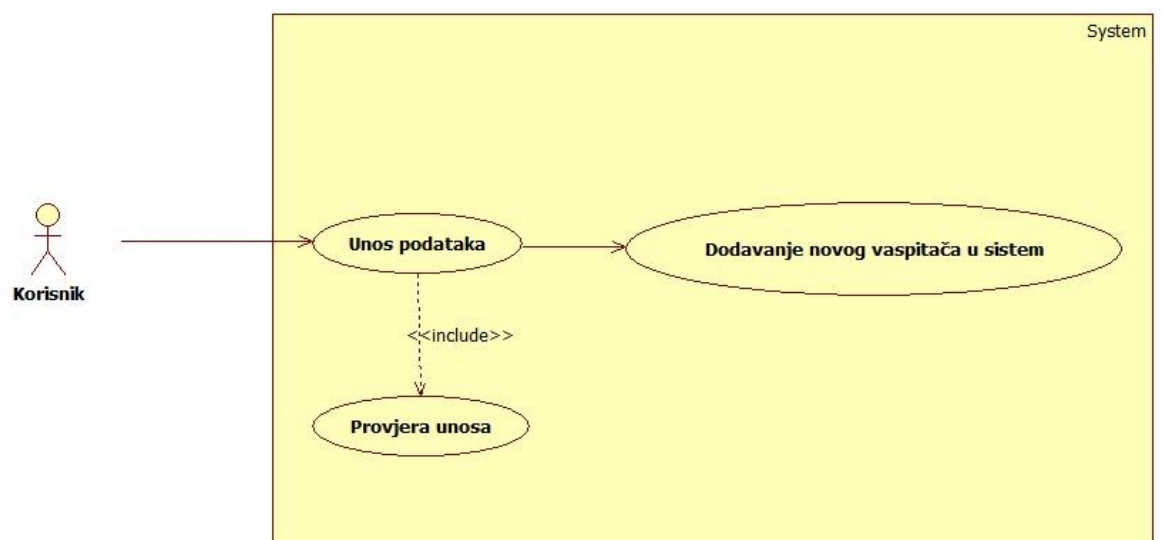 System
Korisnik
Unos podataka
Dodavanje novog vaspitača u sistem
<<include>>
Provjera unosa